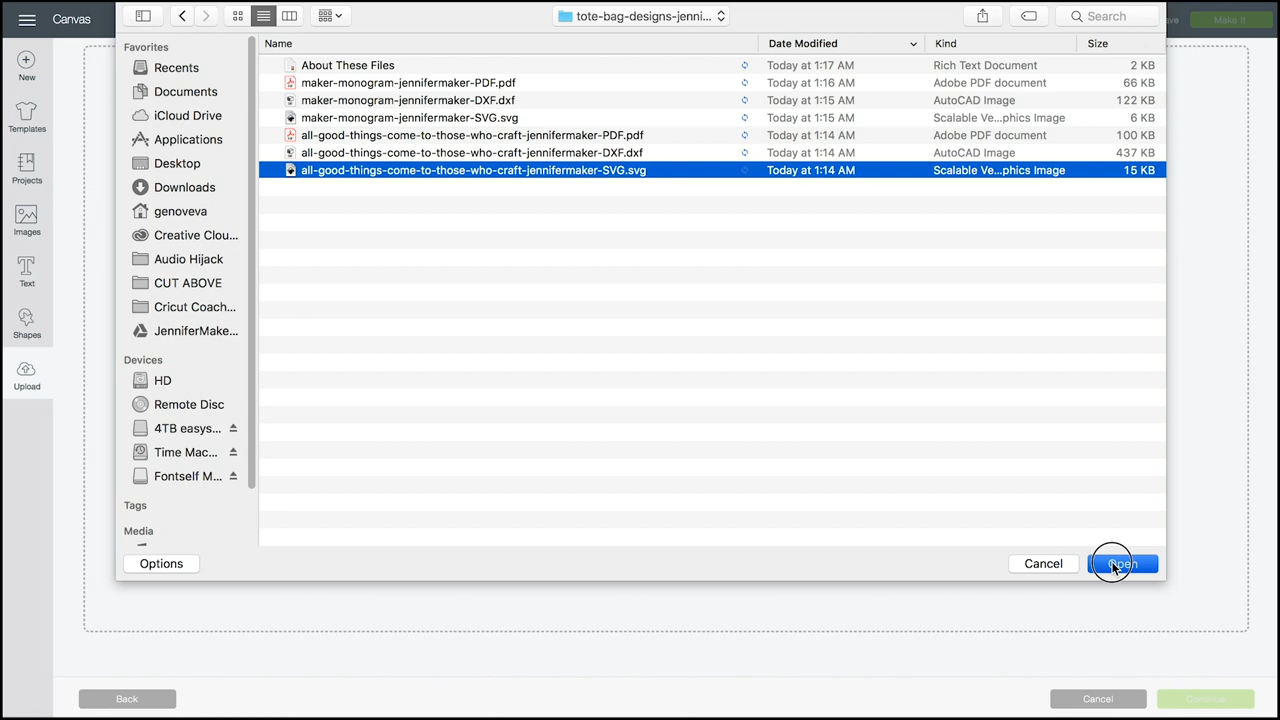 Canvas
tote-bag-designs-jenni...
Search
ve
Make It
New
Templates
Projects
Images
Text
Shapes
Upload
Favorites
Recents
Documents
iCloud Drive
Applications
Desktop
Downloads
genoveva
Creative Clou...
Audio Hijack
CUT ABOVE
Cricut Coach...
JenniferMake...
Devices
HD
Remote Disc
4TB easys...
Time Mac...
Fontself M...
Tags
Media
Name Date Modified Kind Size
About These Files Today at 1:17 AM Rich Text Document 2 KB
maker-monogram-jennifermaker-PDF.pdf Today at 1:16 AM Adobe PDF document 66 KB
maker-monogram-jennifermaker-DXF.dxf Today at 1:15 AM AutoCAD Image 122 KB
maker-monogram-jennifermaker-SVG.svg Today at 1:15 AM Scalable Ve...phics Image 6 KB
all-good-things-come-to-those-who-craft-jennifermaker-PDF.pdf Today at 1:14 AM Adobe PDF document 100 KB
all-good-things-come-to-those-who-craft-jennifermaker-DXF.dxf Today at 1:14 AM AutoCAD Image 437 KB
all-good-things-come-to-those-who-craft-jennifermaker-SVG.svg Today at 1:14 AM Scalable Ve...phics Image 15 KB
Options
Cancel
Open
Back
Cancel
Continue